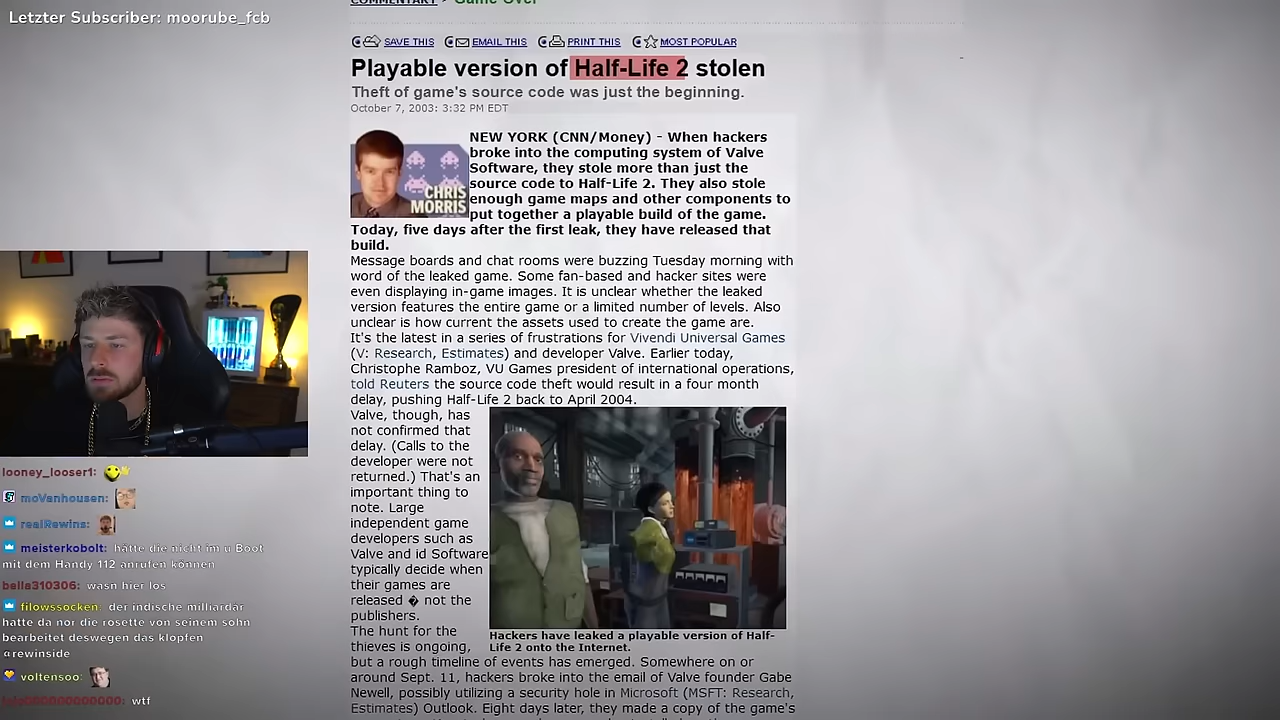 Letzter Subscriber: moorube_fcb
COMMENTARY > Game Over
SAVE THIS EMAIL THIS PRINT THIS MOST POPULAR
Playable version of Half-Life 2 stolen
Theft of game's source code was just the beginning.
October 7, 2003: 3:32 PM EDT
CHRIS
MORRIS
NEW YORK (CNN/Money) - When hackers
broke into the computing system of Valve
Software, they stole more than just the
source code to Half-Life 2. They also stole
enough game maps and other components to
put together a playable build of the game.
Today, five days after the first leak, they have released that
build.
Message boards and chat rooms were buzzing Tuesday morning with
word of the leaked game. Some fan-based and hacker sites were
even displaying in-game images. It is unclear whether the leaked
version features the entire game or a limited number of levels. Also
unclear is how current the assets used to create the game are.
It's the latest in a series of frustrations for Vivendi Universal Games
(V: Research, Estimates) and developer Valve. Earlier today,
Christophe Ramboz, VU Games president of international operations,
told Reuters the source code theft would result in a four month
delay, pushing Half-Life 2 back to April 2004.
Valve, though, has
not confirmed that
delay. (Calls to the
developer were not
returned.) That's an
important thing to
note. Large
independent game
developers such as
Valve and id Software
typically decide when
their games are
released � not the
publishers.
The hunt for the
thieves is ongoing,
Hackers have leaked a playable version of Half-
Life 2 onto the Internet.
but a rough timeline of events has emerged. Somewhere on or
around Sept. 11, hackers broke into the email of Valve founder Gabe
Newell, possibly utilizing a security hole in Microsoft (MSFT: Research,
Estimates) Outlook. Eight days later, they made a copy of the game's
looney_looser1:
moVanhousen:
realRewins:
meisterkobolt: hätte die nicht im u Boot
mit dem Handy 112 anrufen können
bella310306: wasn hier los
filowssocken: der indische milliardär
hatte da nor die rosette von seinem sohn
bearbeitet deswegen das klopfen
@rewinside
voltensoo:
wtf